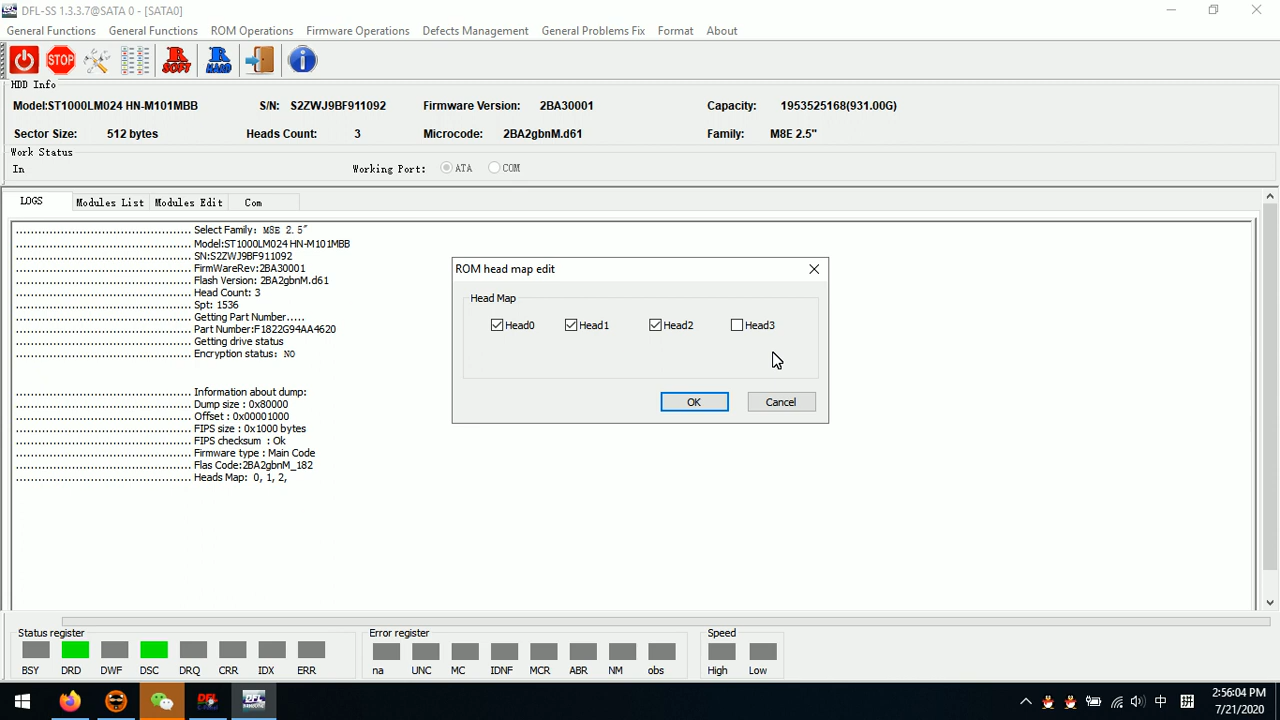 DFL-SS 1.3.3.7@SATA 0 - [SATA0]
General Functions General Functions ROM Operations Firmware Operations Defects Management General Problems Fix Format About
STOP R SOFT R HARD
HDD Info
Model:ST1000LM024 HN-M101MBB S/N: S2ZWJ9BF911092 Firmware Version: 2BA30001 Capacity: 1953525168(931.00G)
Sector Size: 512 bytes Heads Count: 3 Microcode: 2BA2gbnM.d61 Family: M8E 2.5"
Work Status
In Working Port: ATA COM
LOGS Modules List Modules Edit Com
............................................... Select Family: M8E 2.5"
............................................... Model:ST1000LM024 HN-M101MBB
............................................... SN:S2ZWJ9BF911092
............................................... FirmWareRev:2BA30001
............................................... Flash Version: 2BA2gbnM.d61
............................................... Head Count: 3
............................................... Spt: 1536
............................................... Getting Part Number.....
............................................... Part Number:F1822G94AA4620
............................................... Getting drive status
............................................... Encryption status: NO
............................................... Information about dump:
............................................... Dump size : 0x80000
............................................... Offset : 0x00001000
............................................... FIPS size : 0x1000 bytes
............................................... FIPS checksum : Ok
............................................... Firmware type : Main Code
............................................... Flas Code:2BA2gbnM_182
............................................... Heads Map: 0, 1, 2,
ROM head map edit
Head Map
Head0 Head1 Head2 Head3
OK Cancel
Status register Error register Speed
BSY DRD DWF DSC DRQ CRR IDX ERR na UNC MC IDNF MCR ABR NM obs High Low
DFL DFL 中 拼 2:56:04 PM
7/21/2020